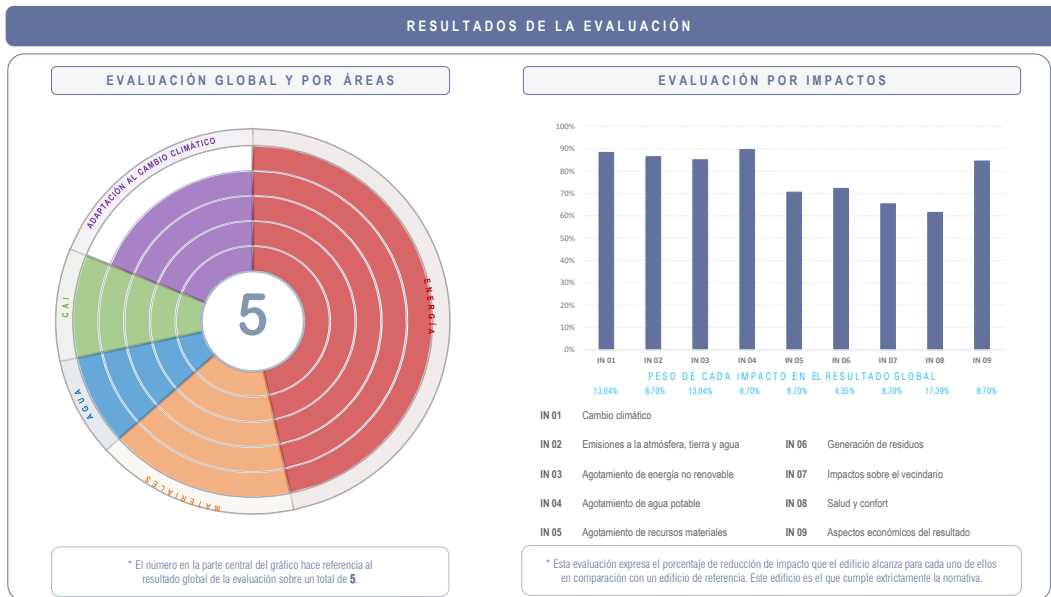 RESULTADOS DE LA EVALUACIÓN
EVALUACIÓN GLOBAL Y POR ÁREAS
ADAPTACIÓN AL CAMBIO CLIMÁTICO
ENERGÍA
CAI
5
AGUA
MATERIALES
* El número en la parte central del gráfico hace referencia al
resultado global de la evaluación sobre un total de 5.
EVALUACIÓN POR IMPACTOS
100%
90%
80%
70%
60%
50%
40%
30%
20%
10%
0%
IN 01 IN 02 IN 03 IN 04 IN 05 IN 06 IN 07 IN 08 IN 09
PESO DE CADA IMPACTO EN EL RESULTADO GLOBAL
13,04% 8,70% 13,04% 8,70% 8,70% 4,35% 8,70% 17,39% 8,70%
IN 01 Cambio climático
IN 02 Emisiones a la atmósfera, tierra y agua IN 06 Generación de residuos
IN 03 Agotamiento de energía no renovable IN 07 Impactos sobre el vecindario
IN 04 Agotamiento de agua potable IN 08 Salud y confort
IN 05 Agotamiento de recursos materiales IN 09 Aspectos económicos del resultado
* Esta evaluación expresa el porcentaje de reducción de impacto que el edificio alcanza para cada uno de ellos
en comparación con un edificio de referencia. Este edificio es el que cumple extrictamente la normativa.